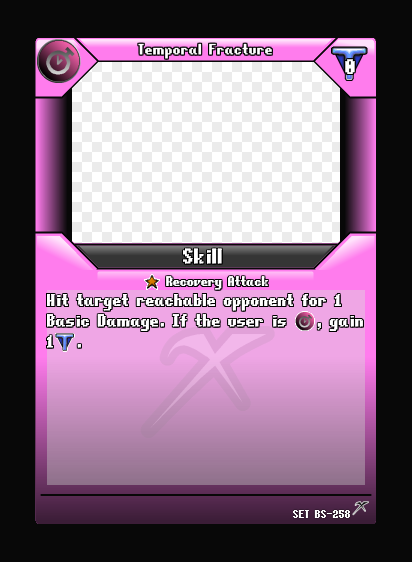 Temporal Fracture
0
Skill
Recovery Attack
Hit target reachable opponent for 1
Basic Damage. If the user is , gain
1 .
SET BS-258